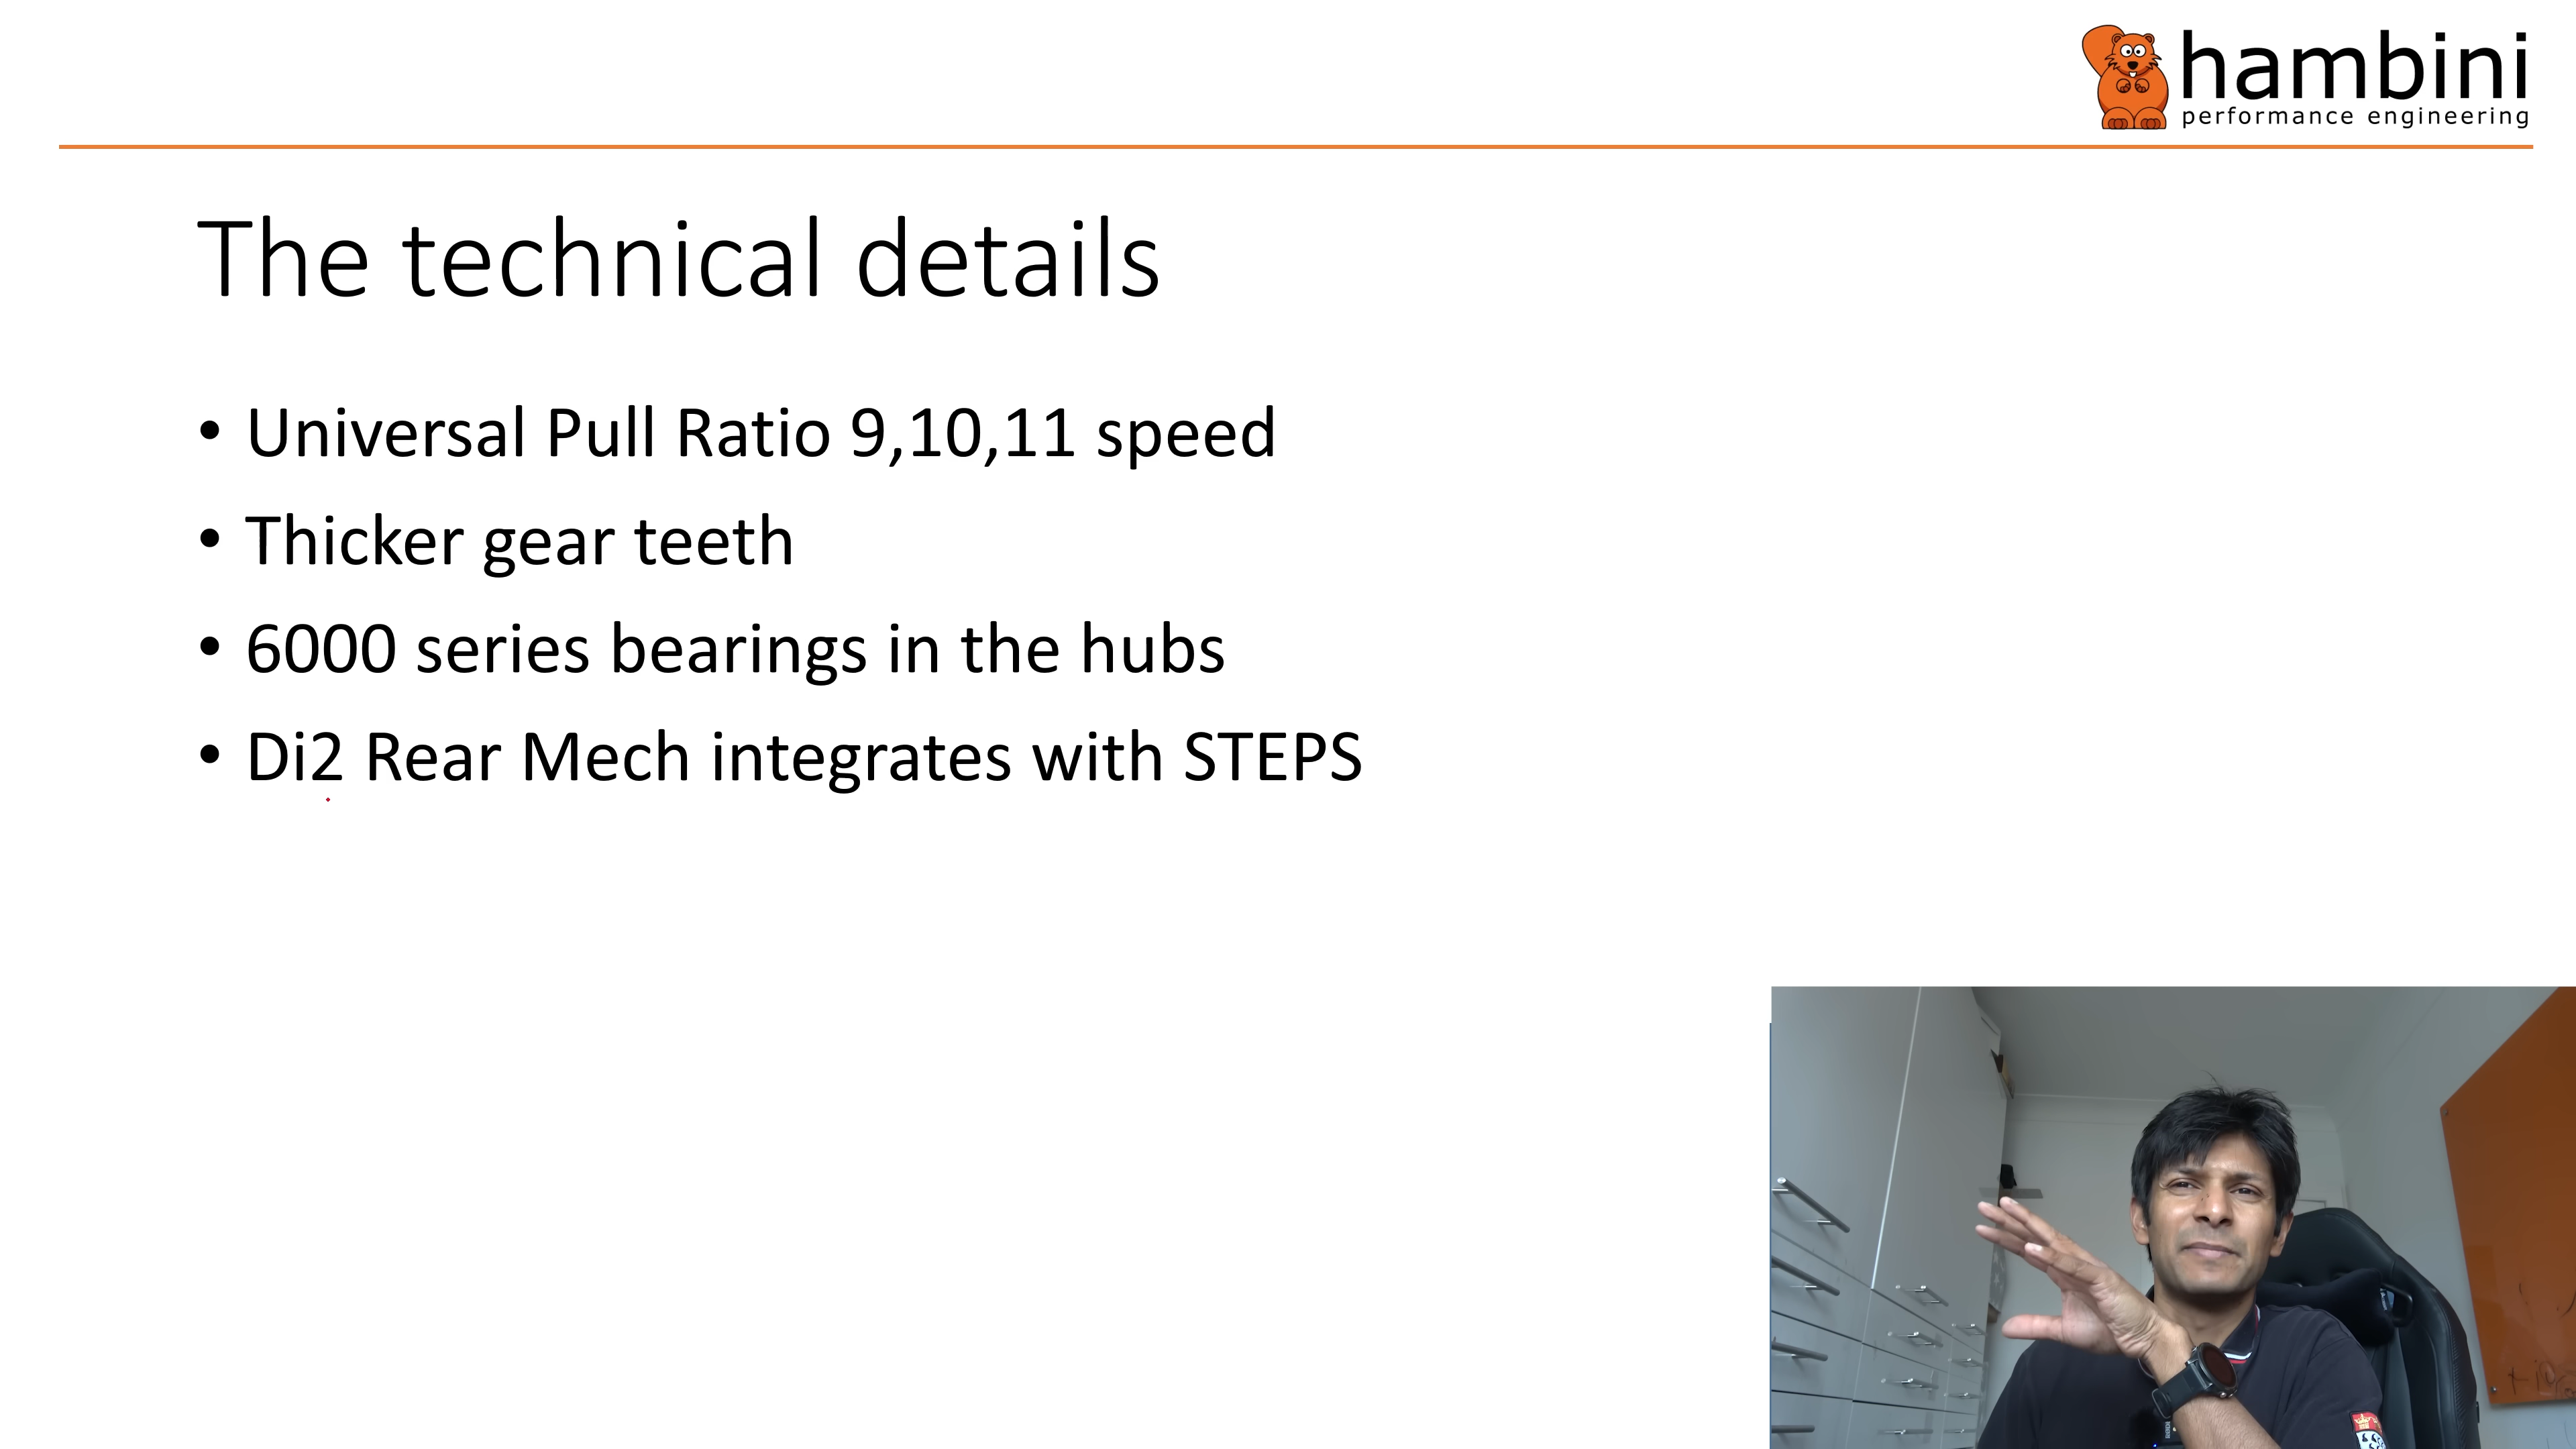 hambini
performance engineering
The technical details
• Universal Pull Ratio 9,10,11 speed
• Thicker gear teeth
• 6000 series bearings in the hubs
• Di2 Rear Mech integrates with STEPS